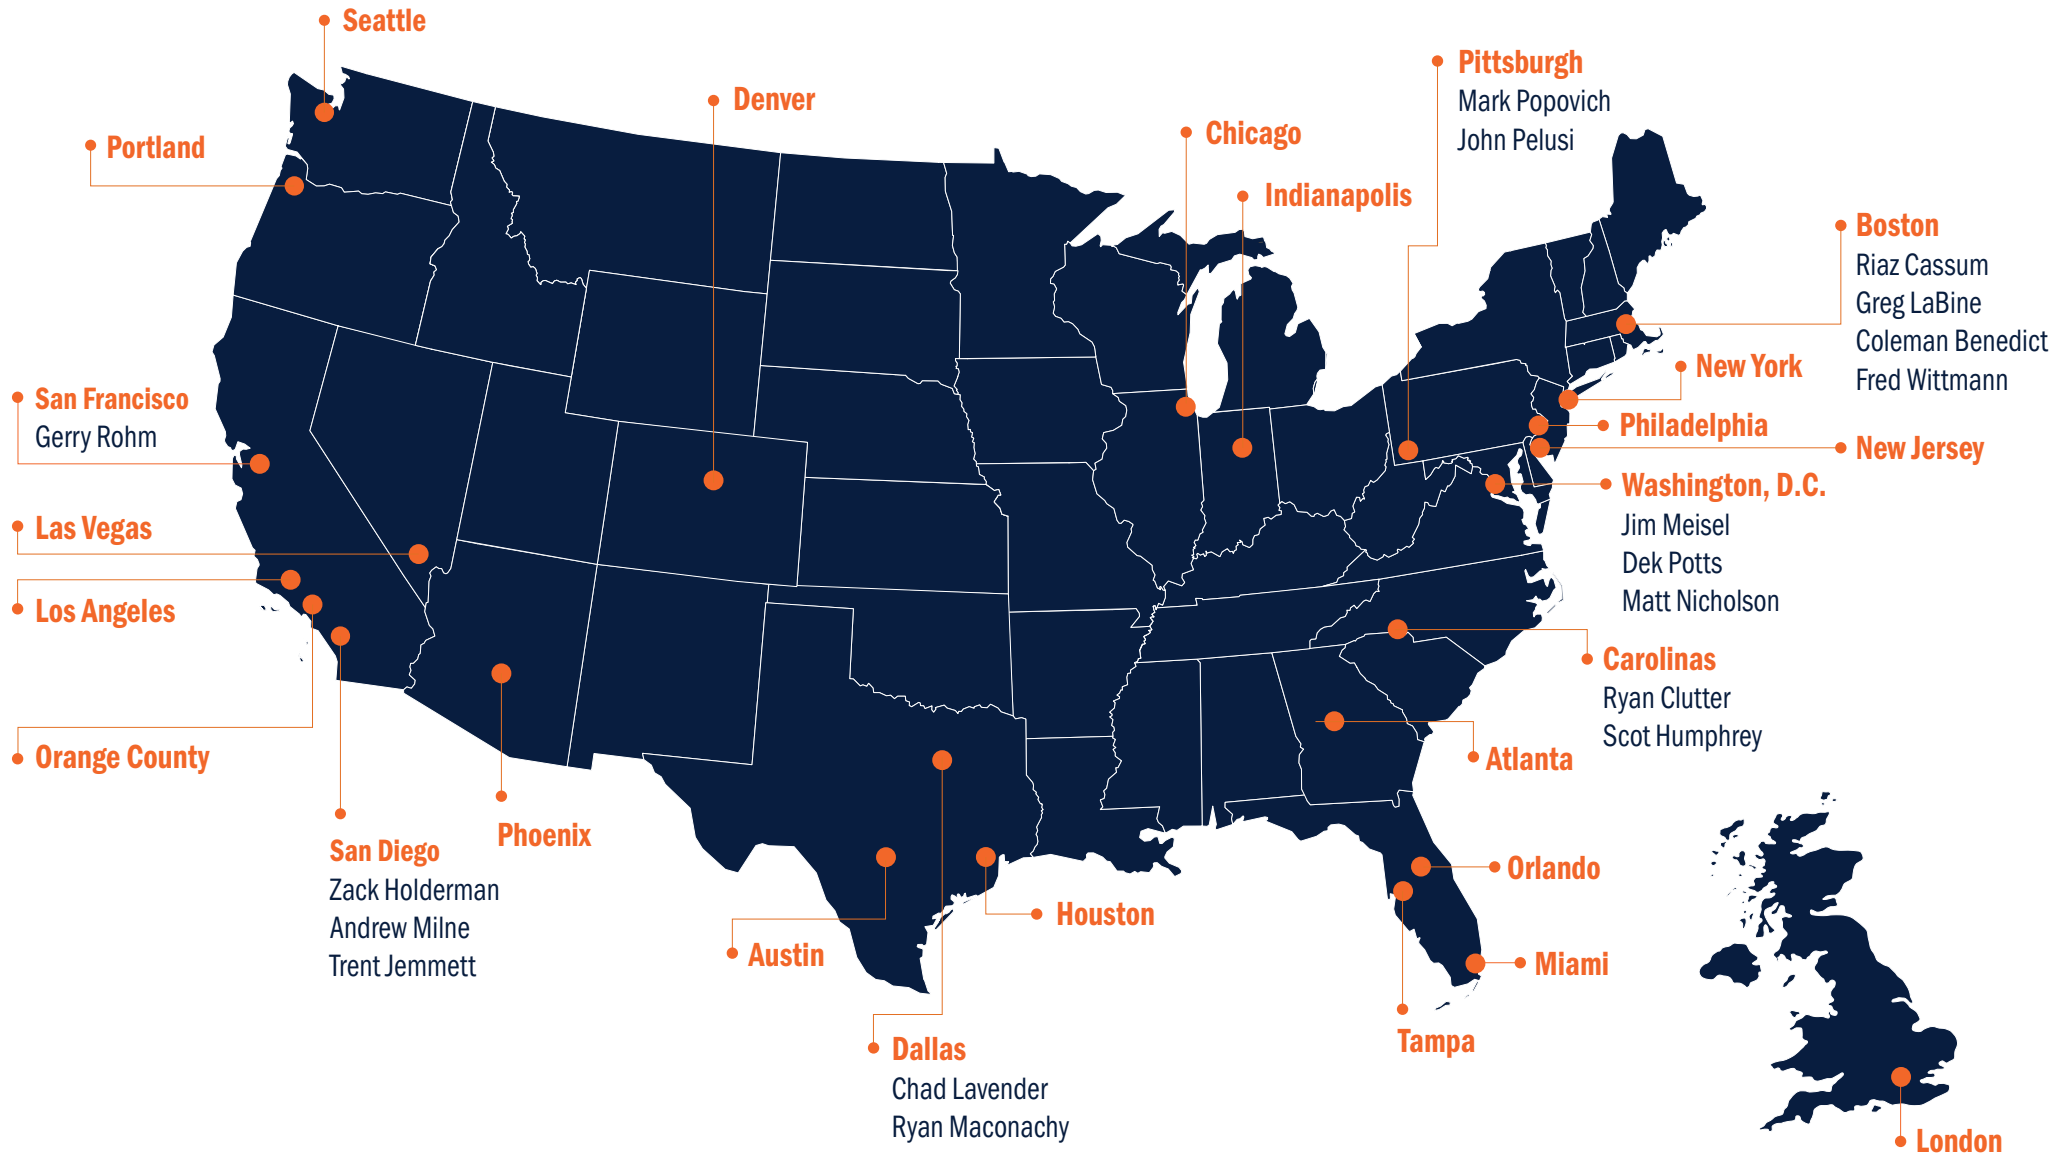 Seattle
Portland
Denver
Chicago
Indianapolis
Pittsburgh
Mark Popovich
John Pelusi
Boston
Riaz Cassum
Greg LaBine
Coleman Benedict
Fred Wittmann
New York
Philadelphia
New Jersey
Washington, D.C.
Jim Meisel
Dek Potts
Matt Nicholson
Carolinas
Ryan Clutter
Scot Humphrey
Atlanta
San Francisco
Gerry Rohm
Las Vegas
Los Angeles
Orange County
San Diego
Zack Holderman
Andrew Milne
Trent Jemmett
Phoenix
Austin
Houston
Dallas
Chad Lavender
Ryan Maconachy
Orlando
Miami
Tampa
London